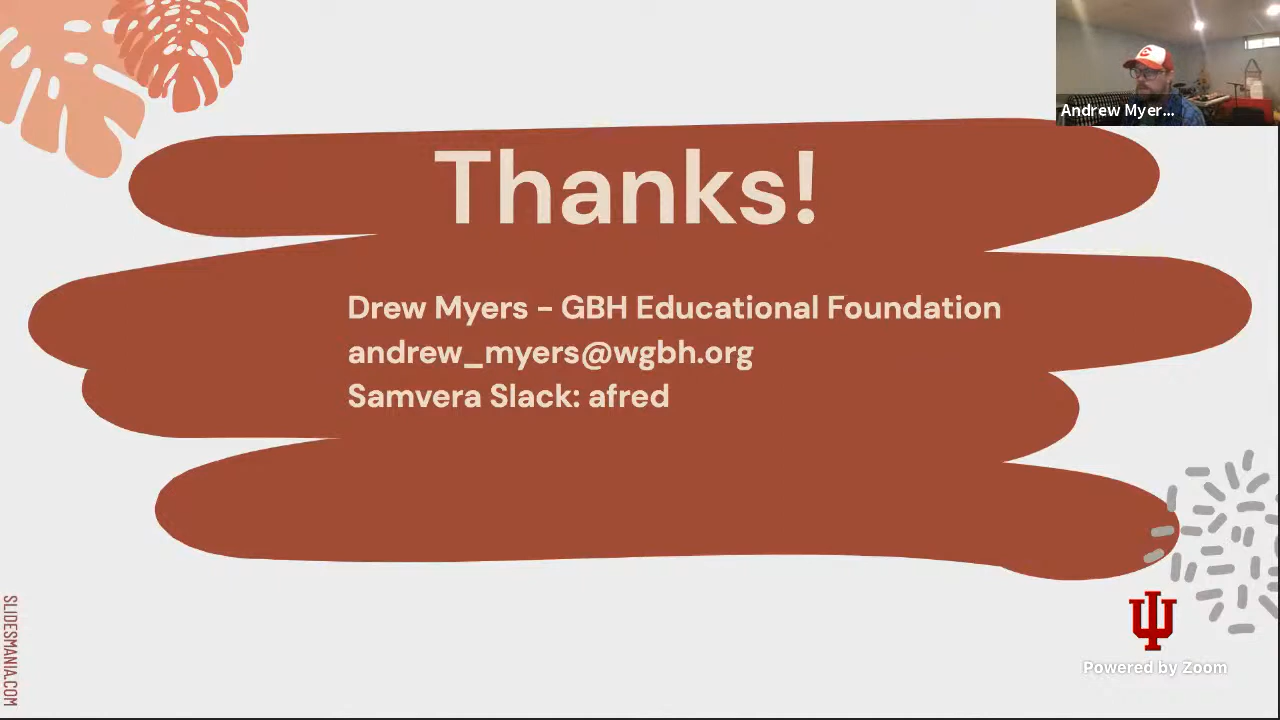 Andrew Myer...
Thanks!
Drew Myers - GBH Educational Foundation
andrew_myers@wgbh.org
Samvera Slack: afred
SLIDESMANIA.COM
Powered by Zoom